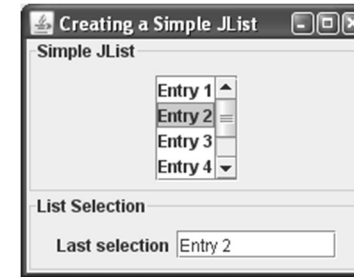 Creating a Simple JList
Simple JList
Entry 1
Entry 2
Entry 3
Entry 4
List Selection
Last selection Entry 2